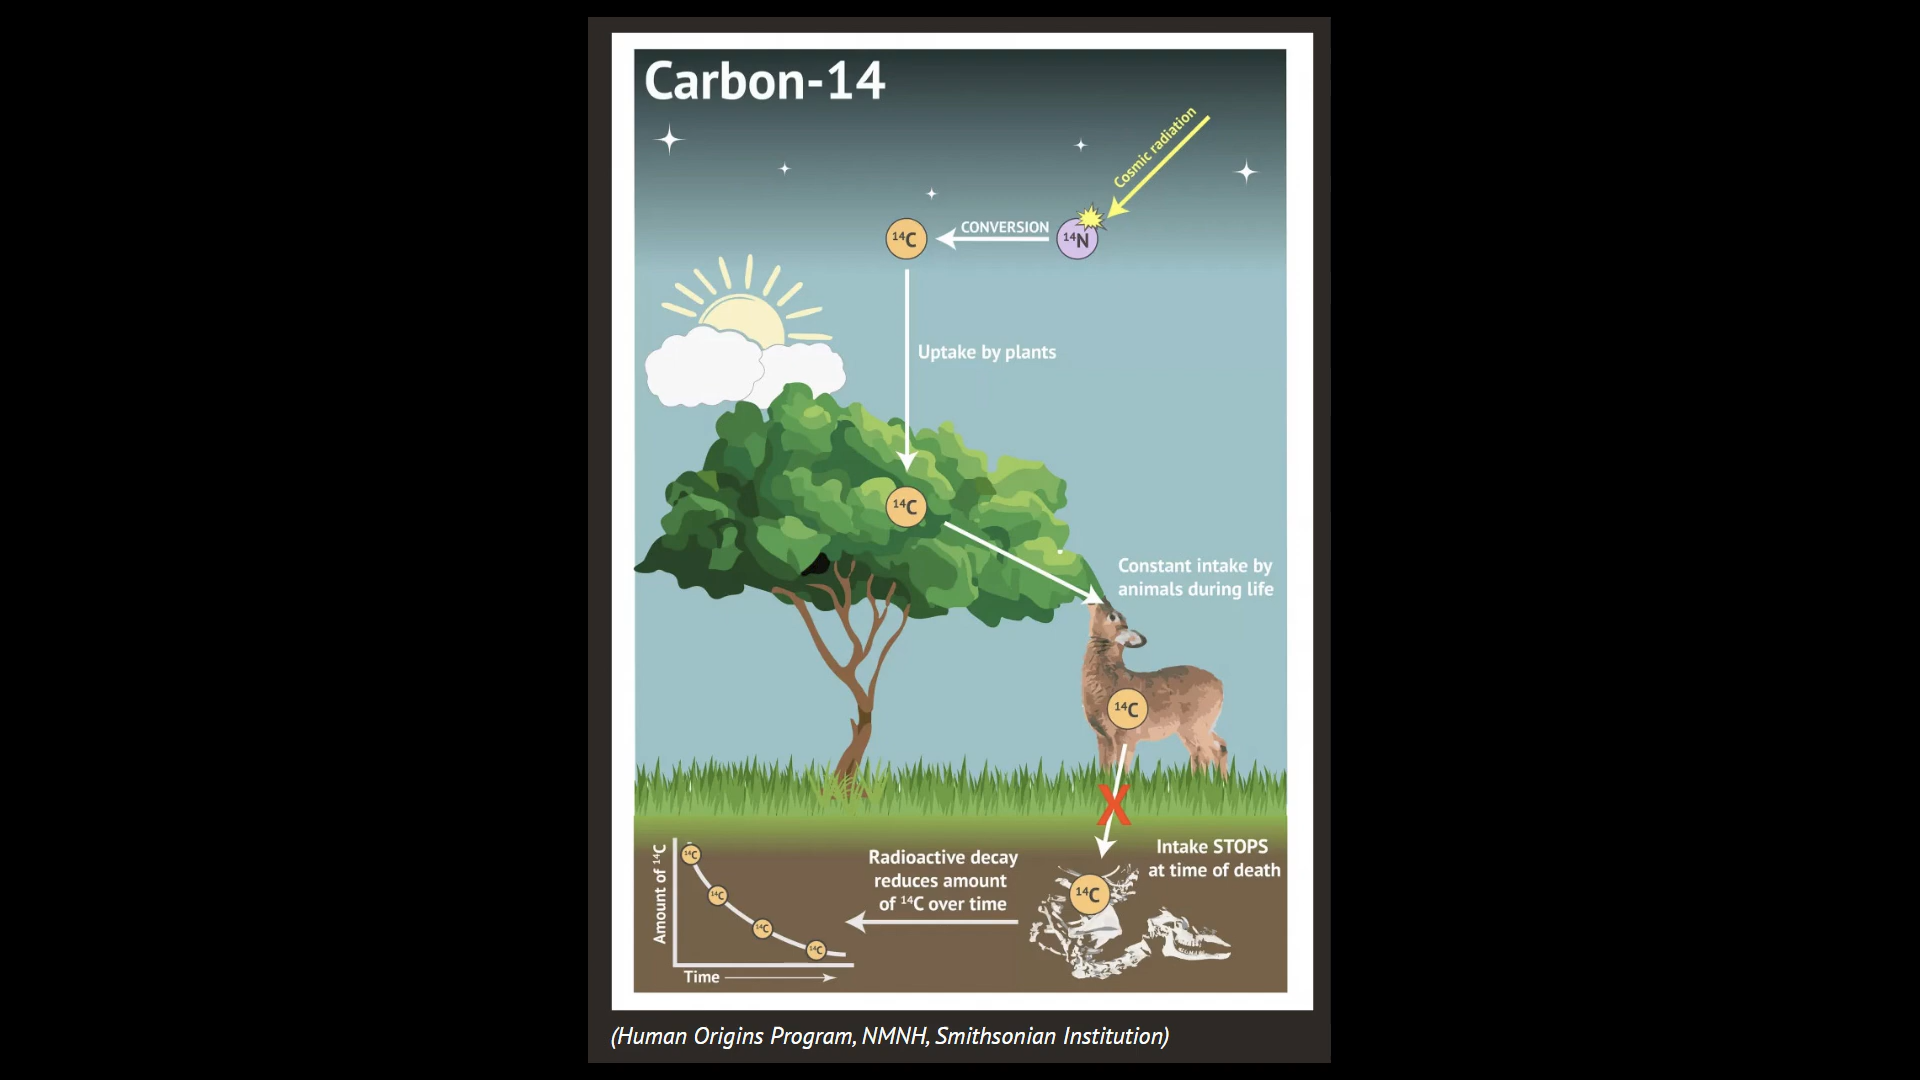 Carbon-14
Cosmic radiation
¹⁴C
CONVERSION
¹⁴N
Uptake by plants
¹⁴C
Constant intake by
animals during life
¹⁴C
X
Intake STOPS
at time of death
¹⁴C
Radioactive decay
reduces amount
of ¹⁴C over time
Amount of ¹⁴C
¹⁴C
¹⁴C
¹⁴C
¹⁴C
Time
(Human Origins Program, NMNH, Smithsonian Institution)